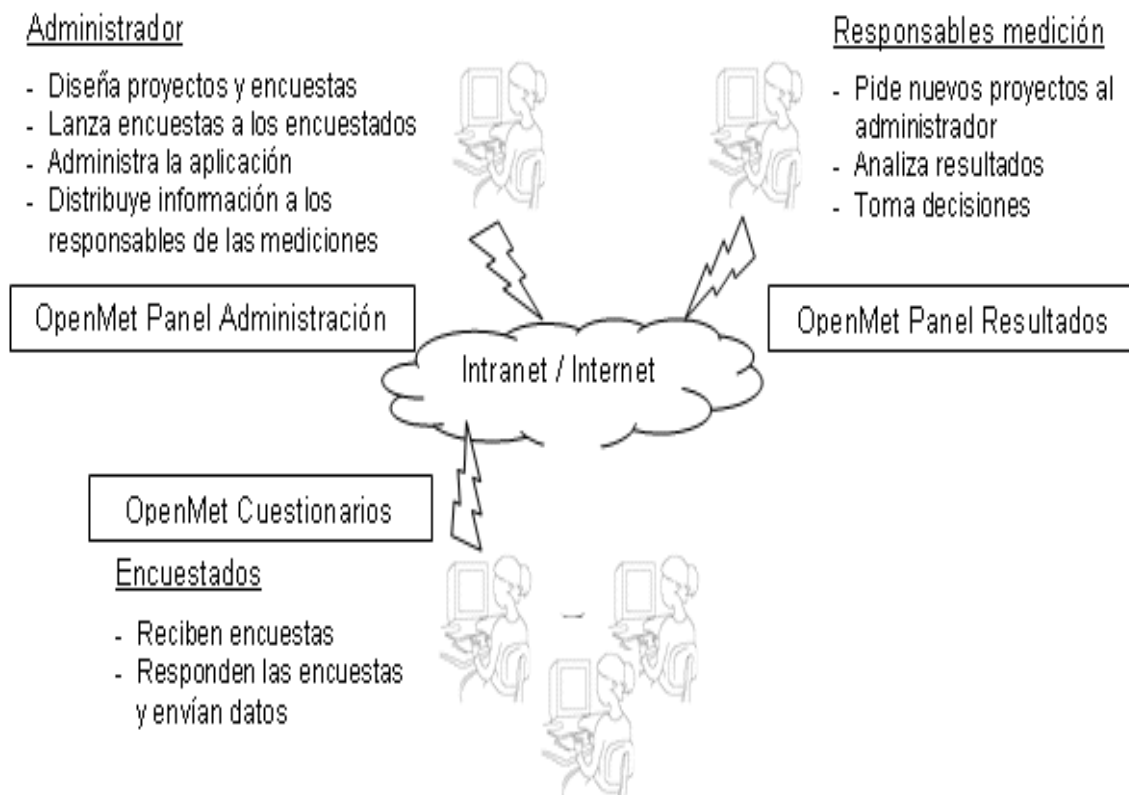 Administrador
- Diseña proyectos y encuestas
- Lanza encuestas a los encuestados
- Administra la aplicación
- Distribuye información a los
responsables de las mediciones
OpenMet Panel Administración
Responsables medición
- Pide nuevos proyectos al
administrador
- Analiza resultados
- Toma decisiones
OpenMet Panel Resultados
Intranet / Internet
OpenMet Cuestionarios
Encuestados
- Reciben encuestas
- Responden las encuestas
y envían datos